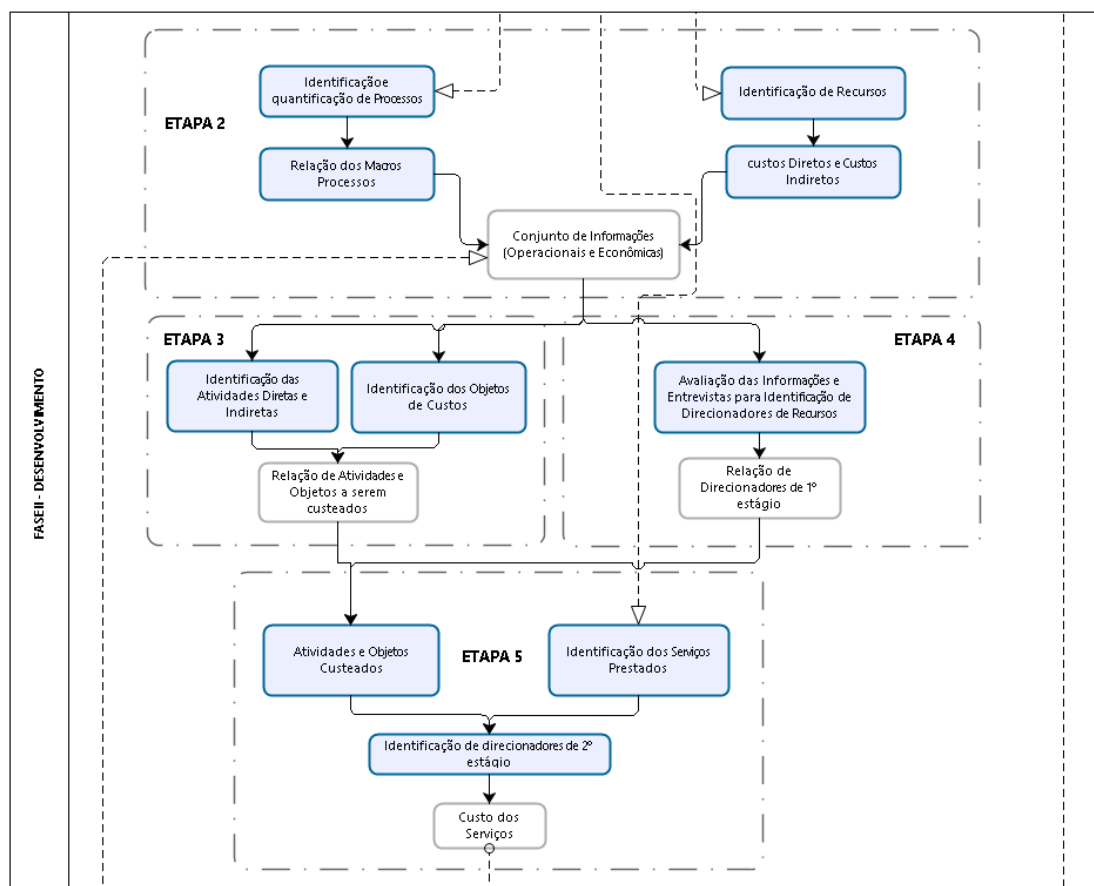 FASEII - DESENVOLVIMENTO
ETAPA 2
Identificaçãoe
quantificação de Processos
Identificação de Recursos
Relação dos Macros
Processos
custos Diretos e Custos
Indiretos
Conjunto de Informações
(Operacionais e Econômicas)
ETAPA 3
Identificação das
Atividades Diretas e
Indiretas
Identificação dos Objetos
de Custos
Relação de Atividades e
Objetos a serem
custeados
ETAPA 4
Avaliação das Informações e
Entrevistas para Identificação de
Direcionadores de Recursos
Relação de
Direcionadores de 1º
estágio
ETAPA 5
Atividades e Objetos
Custeados
Identificação dos Serviços
Prestados
Identificação de direcionadores de 2º
estágio
Custo dos
Serviços